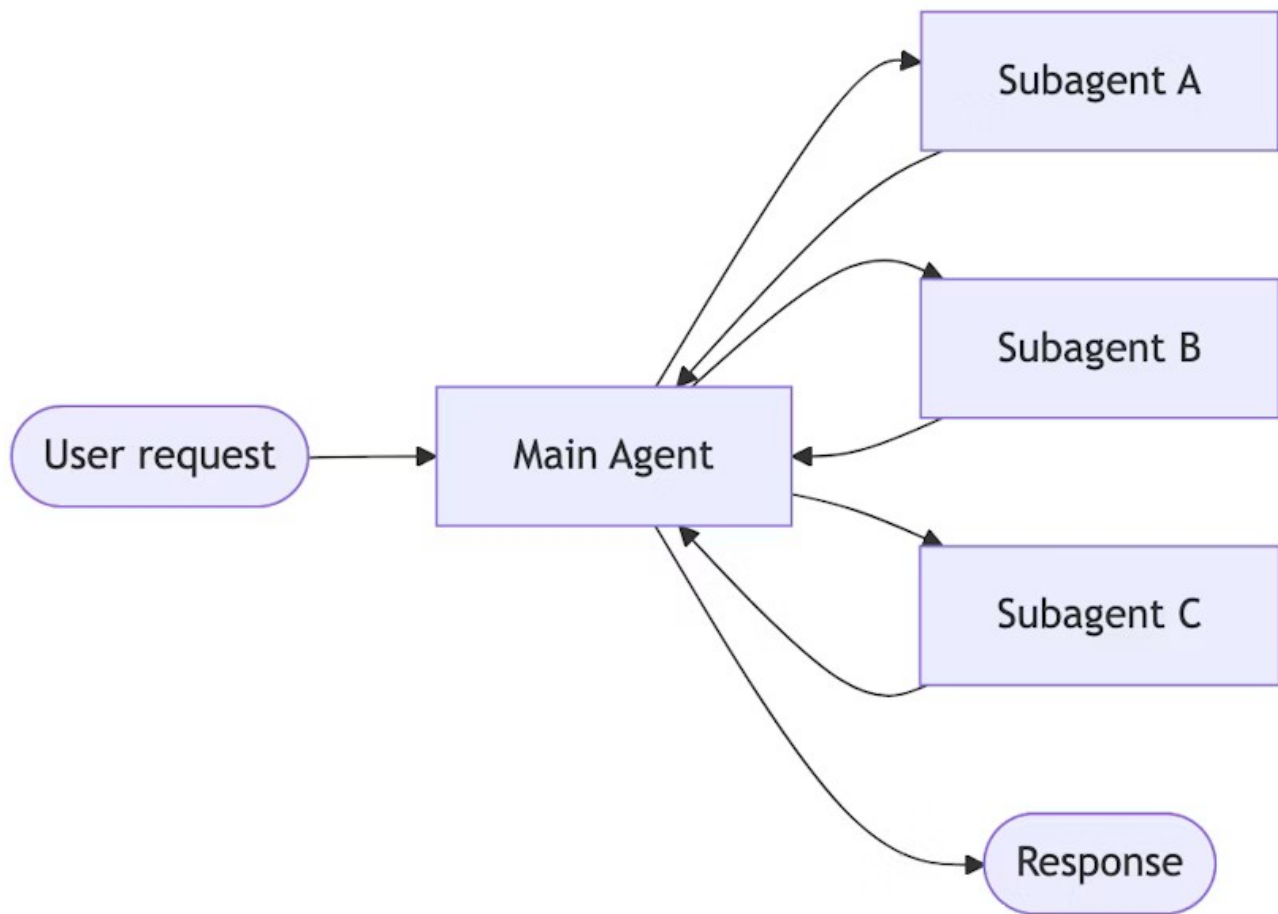 Subagent A
Subagent B
User request
Main Agent
Subagent C
Response